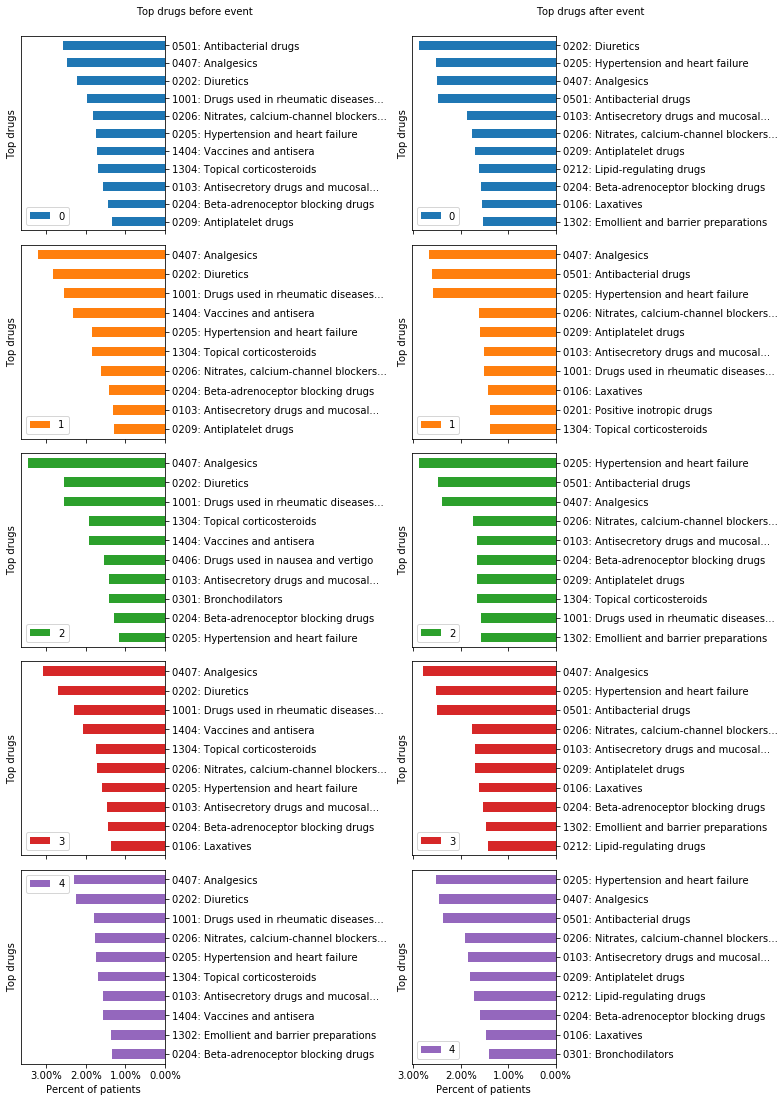 Top drugs before event
Top drugs
0501: Antibacterial drugs
0407: Analgesics
0202: Diuretics
1001: Drugs used in rheumatic diseases...
0206: Nitrates, calcium-channel blockers...
0205: Hypertension and heart failure
1404: Vaccines and antisera
1304: Topical corticosteroids
0103: Antisecretory drugs and mucosal...
0204: Beta-adrenoceptor blocking drugs
0209: Antiplatelet drugs
0
Top drugs
0407: Analgesics
0202: Diuretics
1001: Drugs used in rheumatic diseases...
1404: Vaccines and antisera
0205: Hypertension and heart failure
1304: Topical corticosteroids
0206: Nitrates, calcium-channel blockers...
0204: Beta-adrenoceptor blocking drugs
0103: Antisecretory drugs and mucosal...
0209: Antiplatelet drugs
1
Top drugs
0407: Analgesics
0202: Diuretics
1001: Drugs used in rheumatic diseases...
1304: Topical corticosteroids
1404: Vaccines and antisera
0406: Drugs used in nausea and vertigo
0103: Antisecretory drugs and mucosal...
0301: Bronchodilators
0204: Beta-adrenoceptor blocking drugs
0205: Hypertension and heart failure
2
Top drugs
0407: Analgesics
0202: Diuretics
1001: Drugs used in rheumatic diseases...
1404: Vaccines and antisera
1304: Topical corticosteroids
0206: Nitrates, calcium-channel blockers...
0205: Hypertension and heart failure
0103: Antisecretory drugs and mucosal...
0204: Beta-adrenoceptor blocking drugs
0106: Laxatives
3
Top drugs
4
0407: Analgesics
0202: Diuretics
1001: Drugs used in rheumatic diseases...
0206: Nitrates, calcium-channel blockers...
0205: Hypertension and heart failure
1304: Topical corticosteroids
0103: Antisecretory drugs and mucosal...
1404: Vaccines and antisera
1302: Emollient and barrier preparations
0204: Beta-adrenoceptor blocking drugs
3.00% 2.00% 1.00% 0.00%
Percent of patients
Top drugs after event
Top drugs
0202: Diuretics
0205: Hypertension and heart failure
0407: Analgesics
0501: Antibacterial drugs
0103: Antisecretory drugs and mucosal...
0206: Nitrates, calcium-channel blockers...
0209: Antiplatelet drugs
0212: Lipid-regulating drugs
0204: Beta-adrenoceptor blocking drugs
0106: Laxatives
1302: Emollient and barrier preparations
0
Top drugs
0407: Analgesics
0501: Antibacterial drugs
0205: Hypertension and heart failure
0206: Nitrates, calcium-channel blockers...
0209: Antiplatelet drugs
0103: Antisecretory drugs and mucosal...
1001: Drugs used in rheumatic diseases...
0106: Laxatives
0201: Positive inotropic drugs
1304: Topical corticosteroids
1
Top drugs
0205: Hypertension and heart failure
0501: Antibacterial drugs
0407: Analgesics
0206: Nitrates, calcium-channel blockers...
0103: Antisecretory drugs and mucosal...
0204: Beta-adrenoceptor blocking drugs
0209: Antiplatelet drugs
1304: Topical corticosteroids
1001: Drugs used in rheumatic diseases...
1302: Emollient and barrier preparations
2
Top drugs
0407: Analgesics
0205: Hypertension and heart failure
0501: Antibacterial drugs
0206: Nitrates, calcium-channel blockers...
0103: Antisecretory drugs and mucosal...
0209: Antiplatelet drugs
0106: Laxatives
0204: Beta-adrenoceptor blocking drugs
1302: Emollient and barrier preparations
0212: Lipid-regulating drugs
3
Top drugs
0205: Hypertension and heart failure
0407: Analgesics
0501: Antibacterial drugs
0206: Nitrates, calcium-channel blockers...
0103: Antisecretory drugs and mucosal...
0209: Antiplatelet drugs
0212: Lipid-regulating drugs
0204: Beta-adrenoceptor blocking drugs
0106: Laxatives
0301: Bronchodilators
4
3.00% 2.00% 1.00% 0.00%
Percent of patients